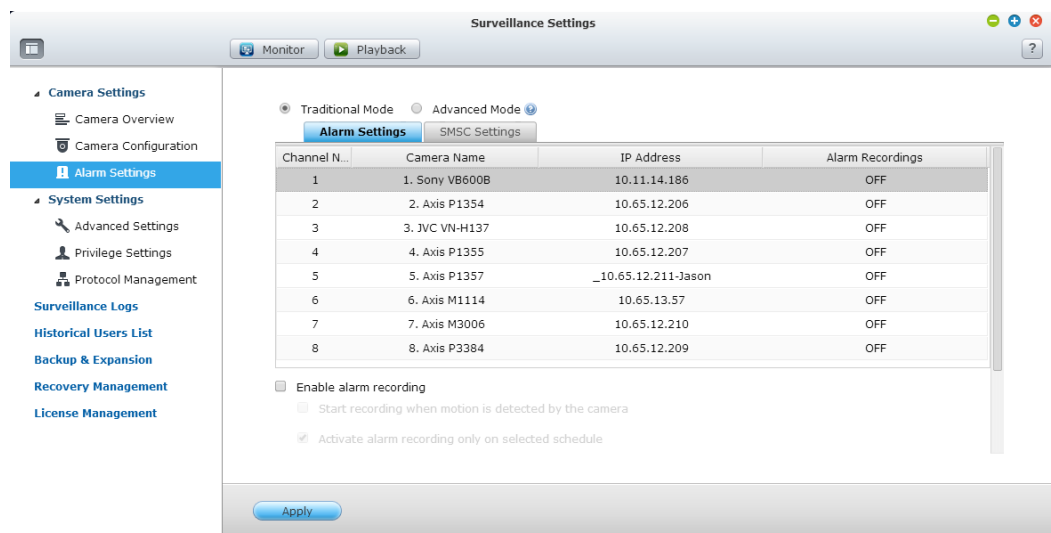 Surveillance Settings
Monitor Playback ?
Camera Settings
Camera Overview
Camera Configuration
Alarm Settings
System Settings
Advanced Settings
Privilege Settings
Protocol Management
Surveillance Logs
Historical Users List
Backup & Expansion
Recovery Management
License Management
Traditional Mode Advanced Mode ?
Alarm Settings SMSC Settings
Channel N... Camera Name IP Address Alarm Recordings
1 1. Sony VB600B 10.11.14.186 OFF
2 2. Axis P1354 10.65.12.206 OFF
3 3. JVC VN-H137 10.65.12.208 OFF
4 4. Axis P1355 10.65.12.207 OFF
5 5. Axis P1357 _10.65.12.211-Jason OFF
6 6. Axis M1114 10.65.13.57 OFF
7 7. Axis M3006 10.65.12.210 OFF
8 8. Axis P3384 10.65.12.209 OFF
Enable alarm recording
Start recording when motion is detected by the camera
Activate alarm recording only on selected schedule
Apply